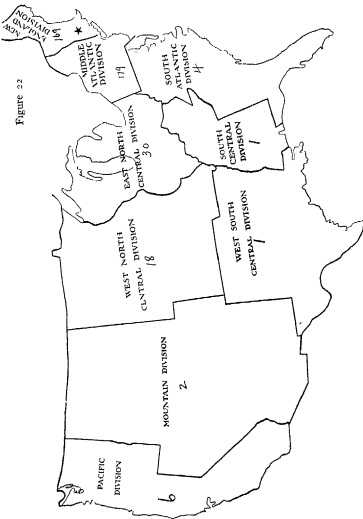 Figure 22
NEW
ENGLAND
DIVISION
51
MIDDLE
ATLANTIC
DIVISION
179
SOUTH
ATLANTIC
DIVISION
4
EAST NORTH
CENTRAL DIVISION
30
SOUTH
CENTRAL
DIVISION
1
WEST NORTH
CENTRAL DIVISION
18
WEST SOUTH
CENTRAL DIVISION
1
MOUNTAIN DIVISION
2
PACIFIC
DIVISION
6